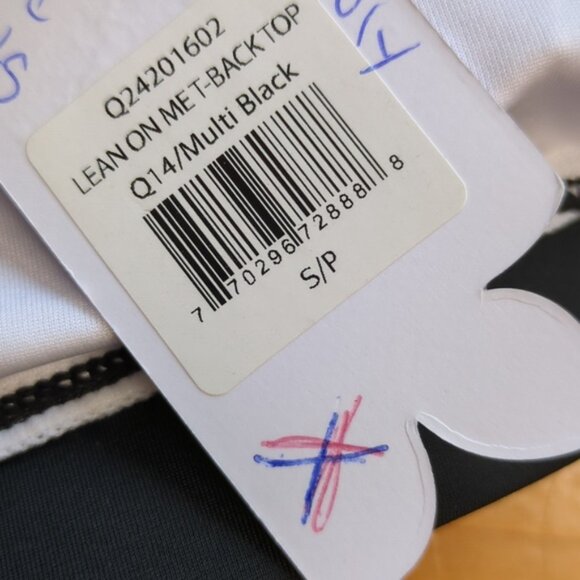 Q24201602
LEAN ON MET-BACK TOP
Q14/Multi Black
7 70296 72888 8
S/P